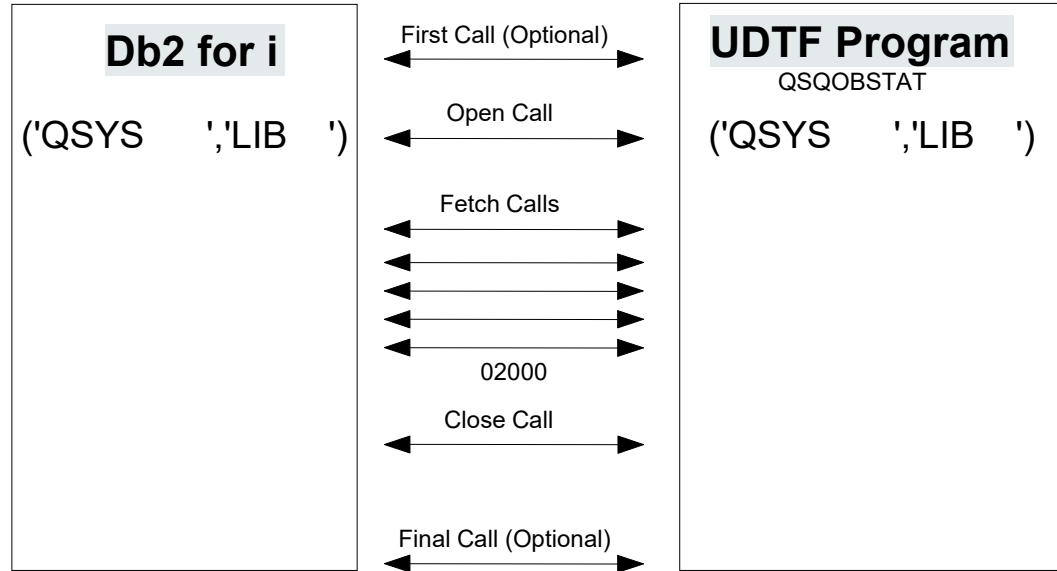 Db2 for i
('QSYS     ','LIB   ')
First Call (Optional)
Open Call
Fetch Calls
02000
Close Call
Final Call (Optional)
UDTF Program
QSQOBSTAT
('QSYS     ','LIB   ')